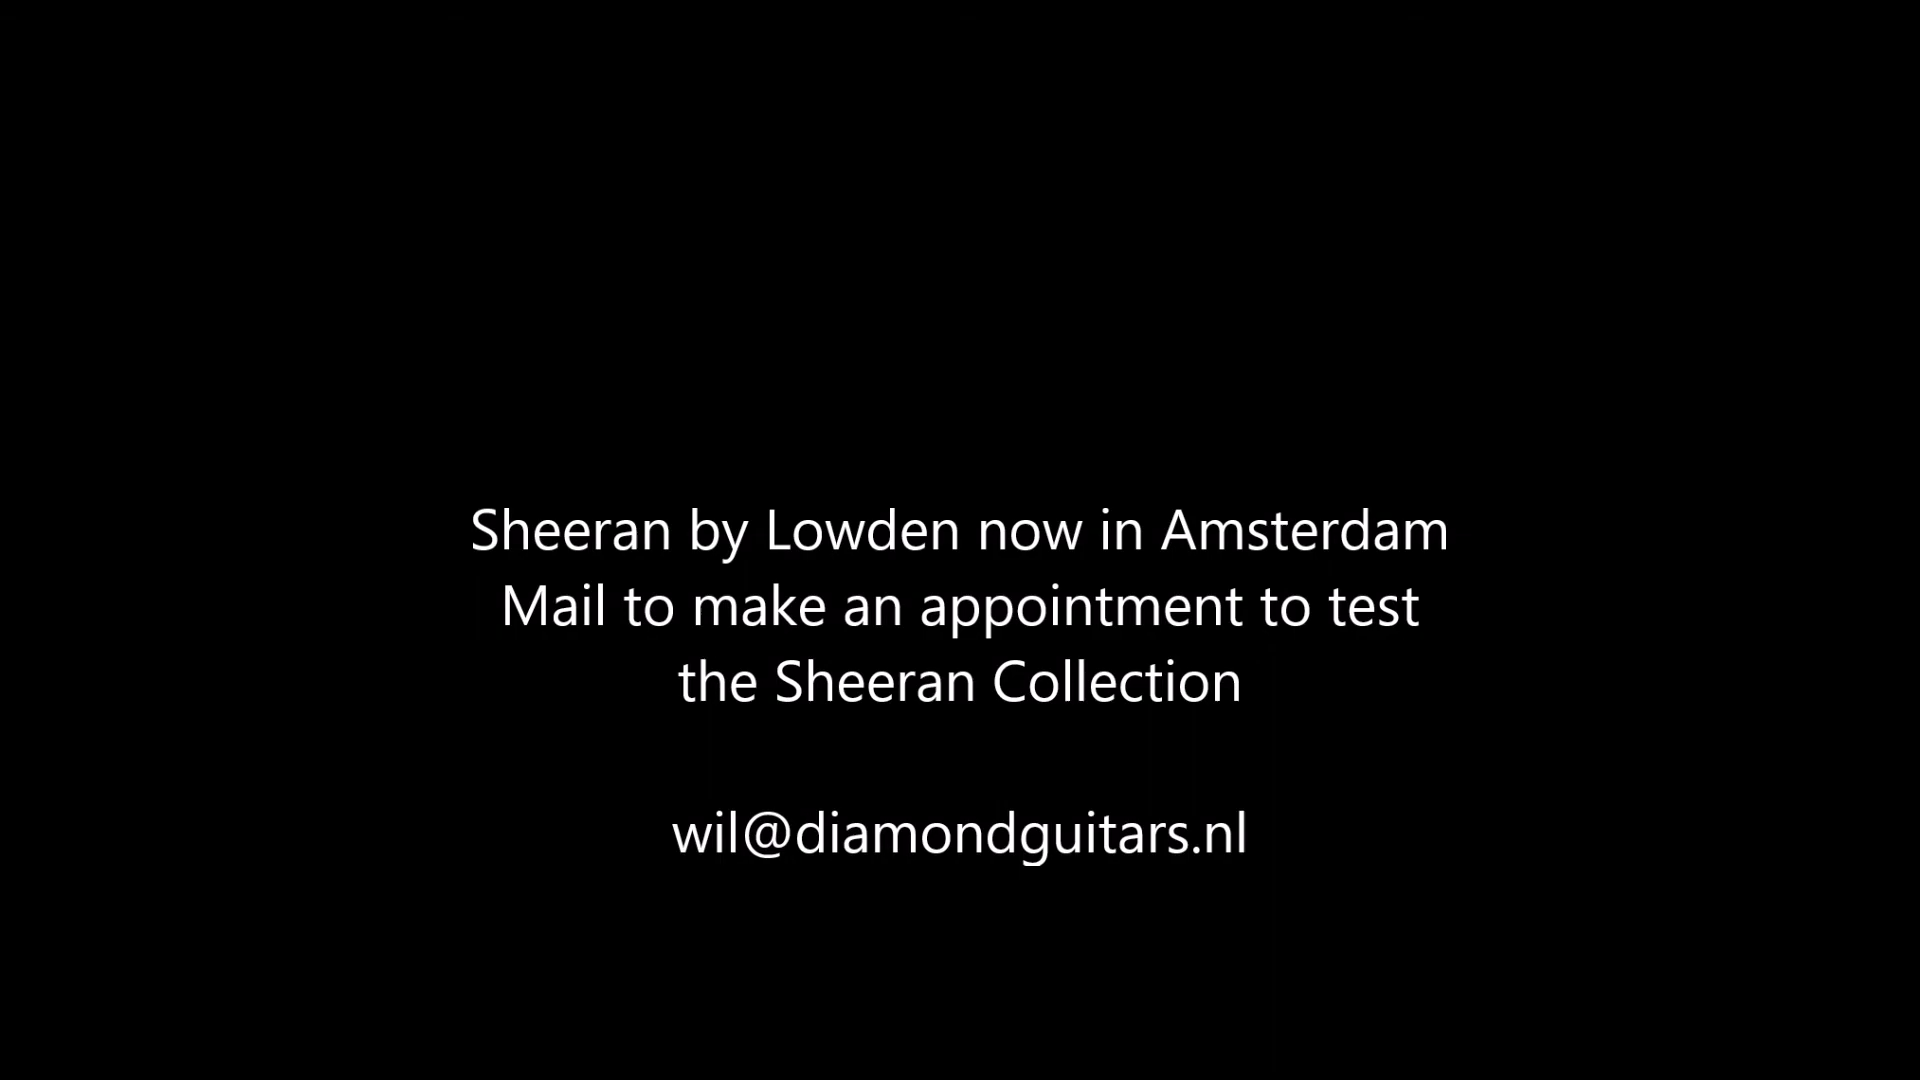 Sheeran by Lowden now in Amsterdam
Mail to make an appointment to test
the Sheeran Collection
wil@diamondguitars.nl